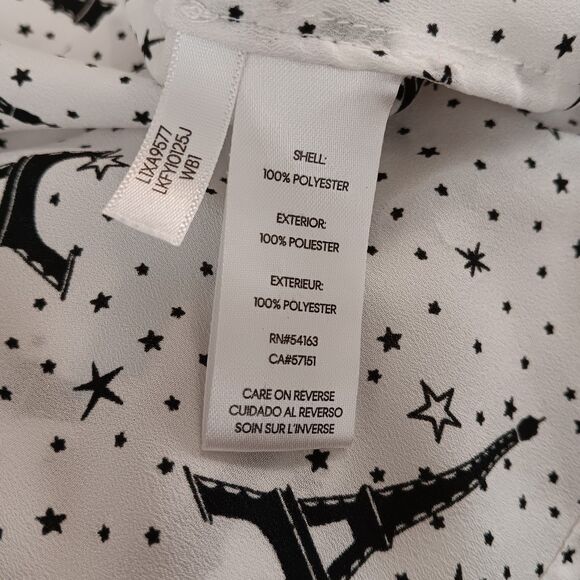 L1XA9577
LKFY10125J
WB1
SHELL:
100% POLYESTER
EXTERIOR:
100% POLIESTER
EXTERIEUR:
100% POLYESTER
RN#54163
CA#57151
CARE ON REVERSE
CUIDADO AL REVERSO
SOIN SUR L'INVERSE